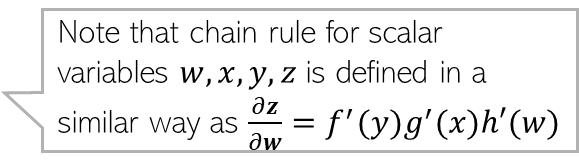 Note that chain rule for scalar
variables w, x, y, z is defined in a
similar way as ∂z/∂w = f′(y)g′(x)h′(w)